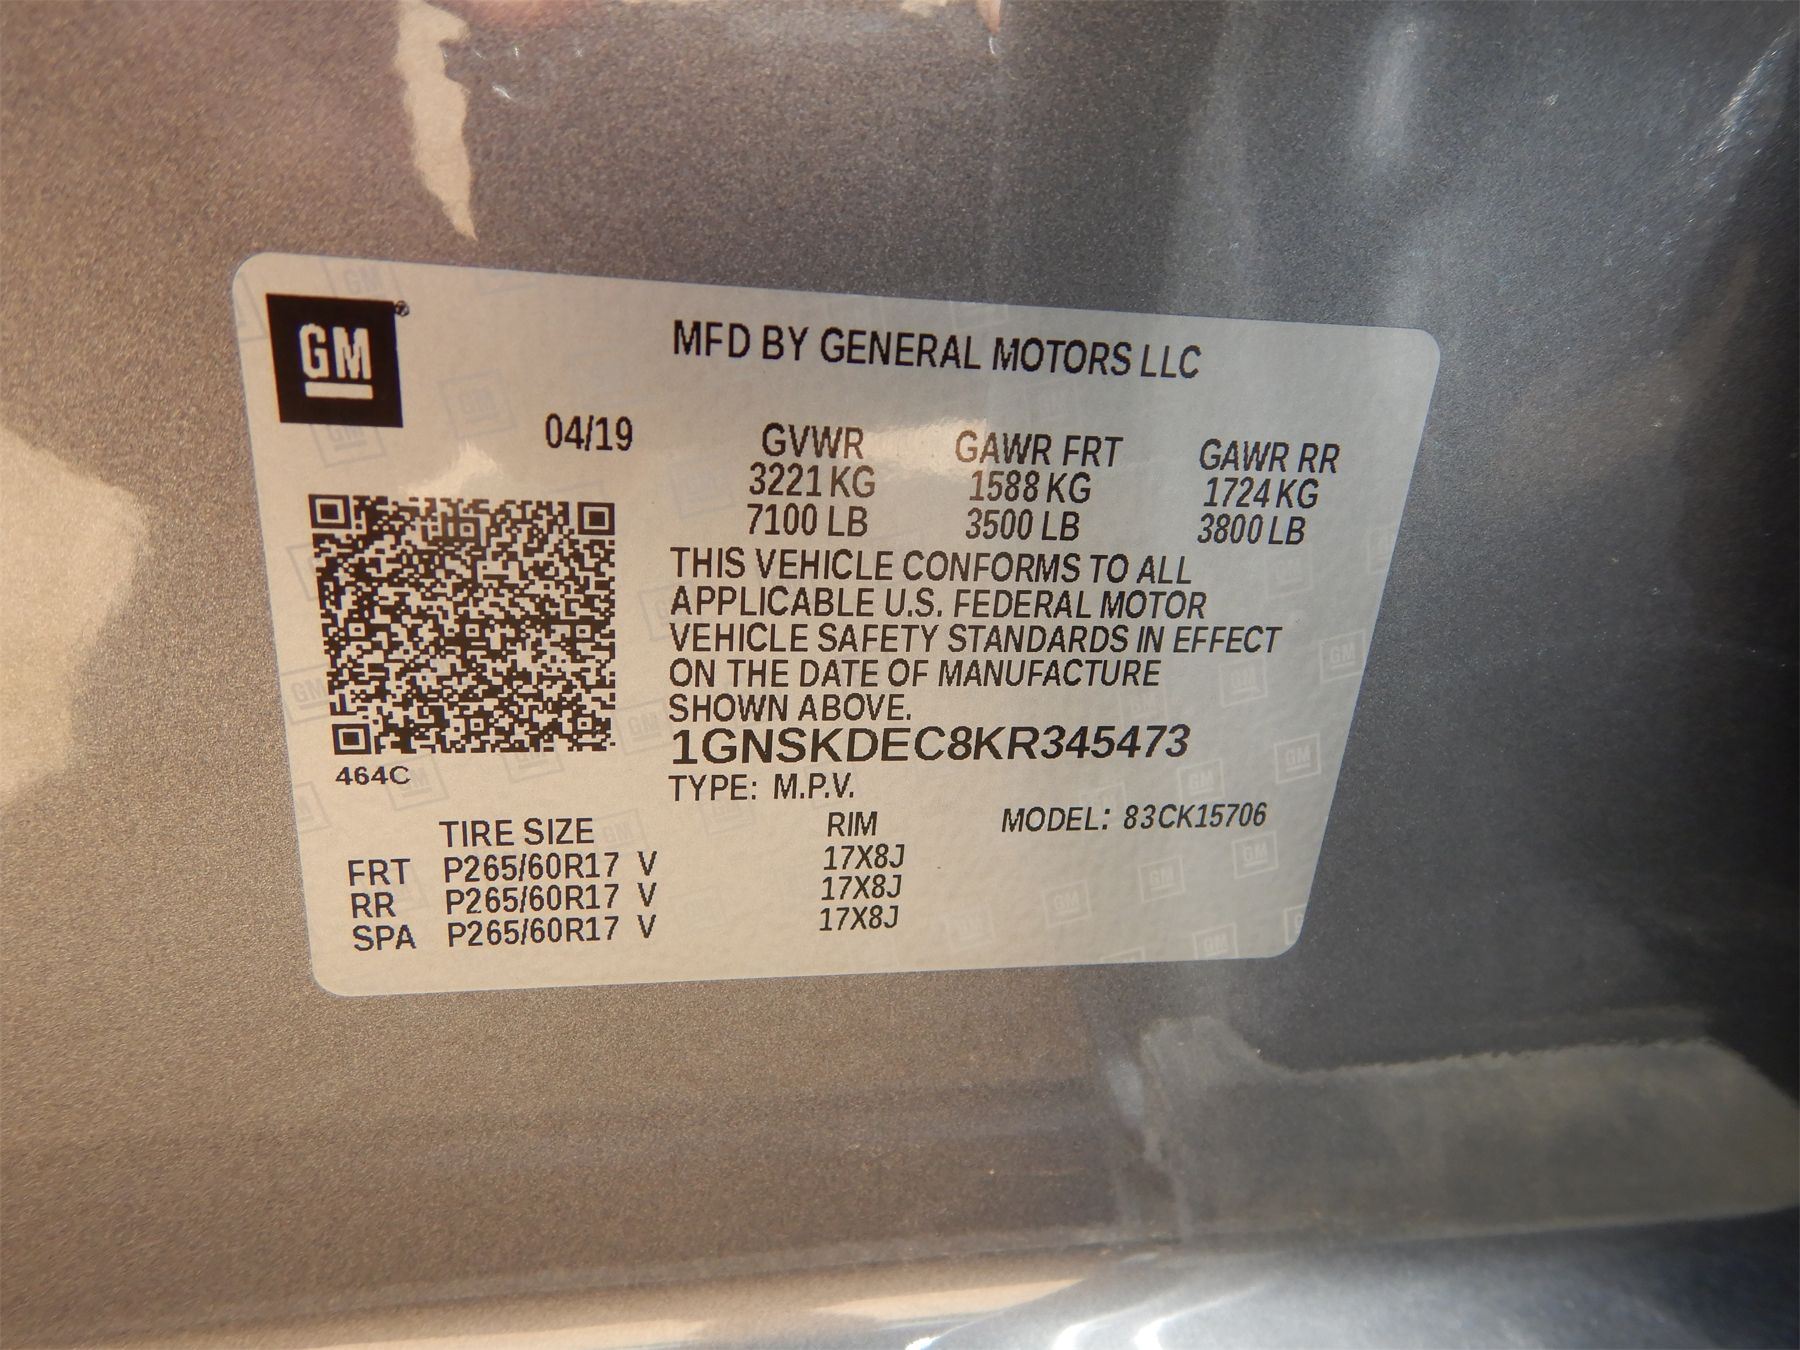 GM®
MFD BY GENERAL MOTORS LLC
04/19
GVWR GAWR FRT GAWR RR
3221 KG 1588 KG 1724 KG
7100 LB 3500 LB 3800 LB
THIS VEHICLE CONFORMS TO ALL
APPLICABLE U.S. FEDERAL MOTOR
VEHICLE SAFETY STANDARDS IN EFFECT
ON THE DATE OF MANUFACTURE
SHOWN ABOVE.
1GNSKDEC8KR345473
464C
TYPE: M.P.V.
TIRE SIZE RIM MODEL: 83CK15706
FRT P265/60R17 V 17X8J
RR P265/60R17 V 17X8J
SPA P265/60R17 V 17X8J